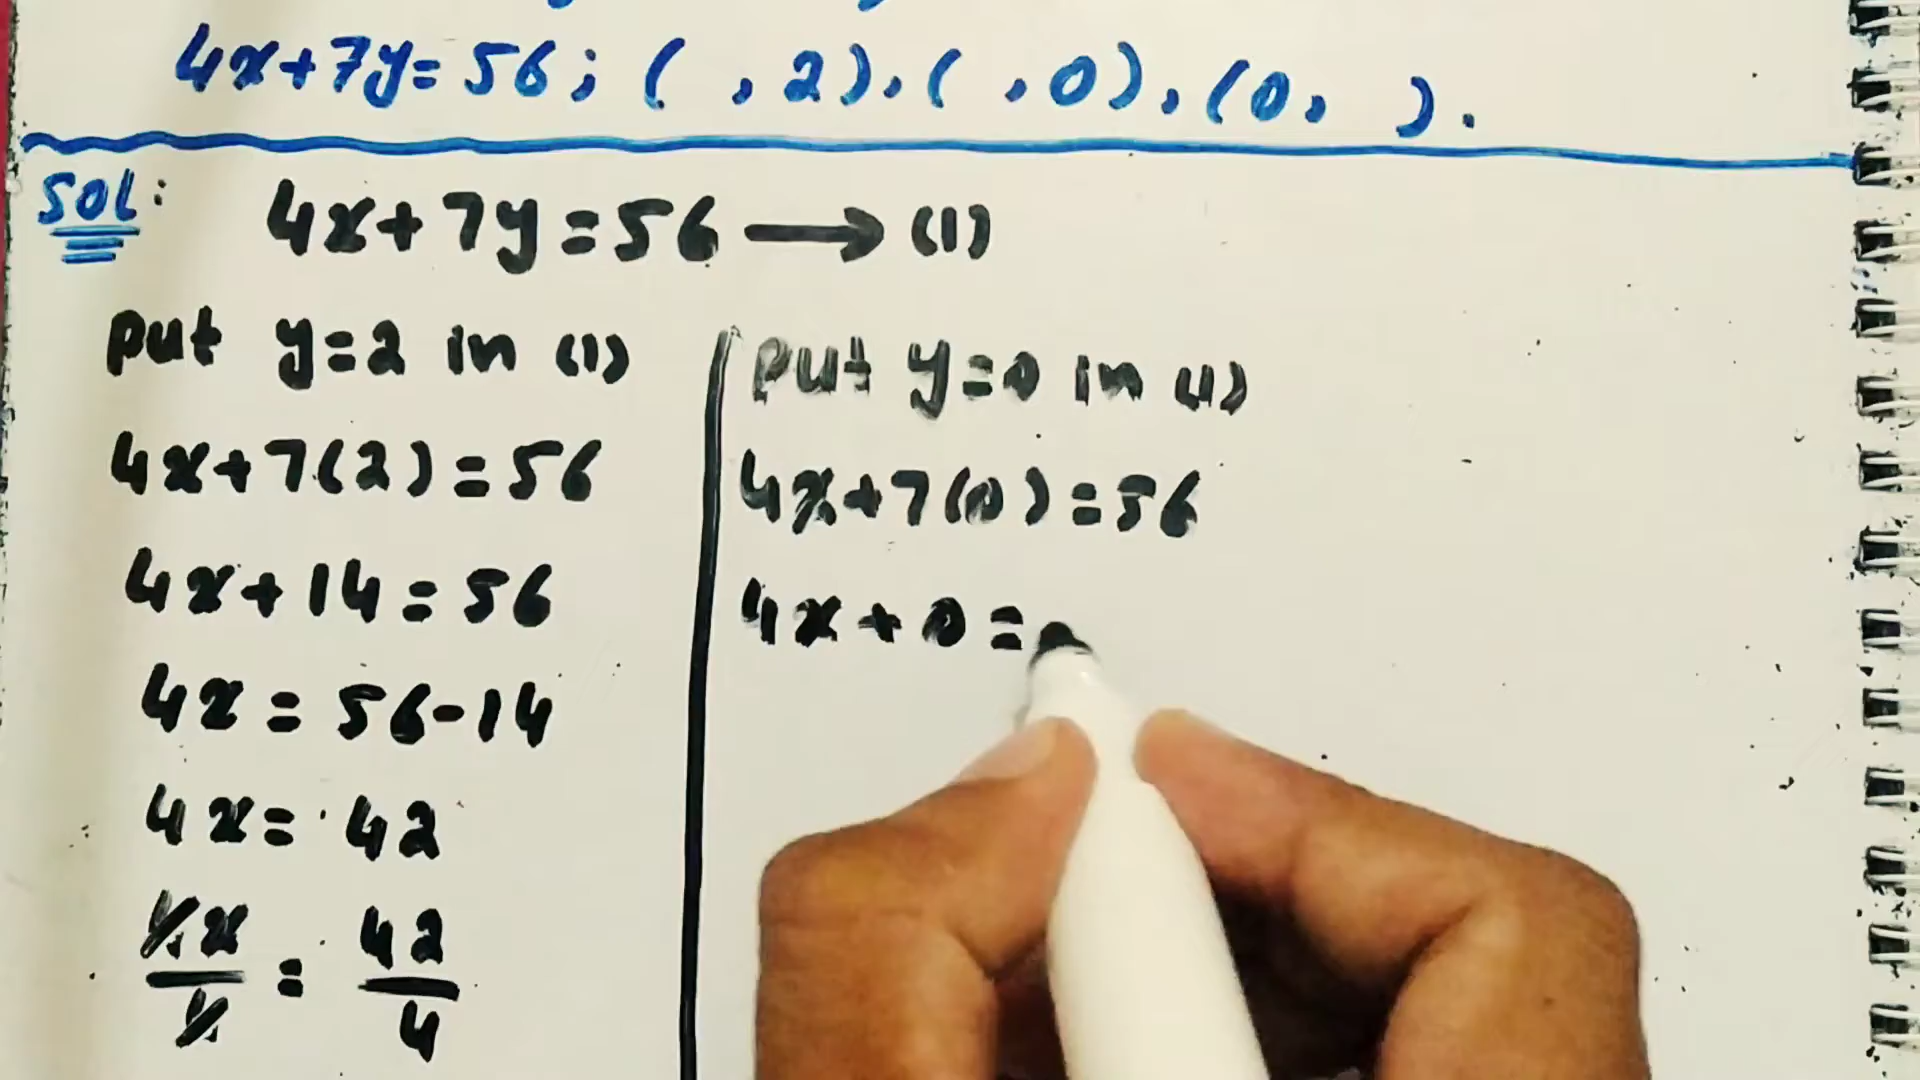 4x+7y=56; ( , 2), ( , 0), (0, ).
SOL: 4x+7y=56 → (1)
Put y=2 in (1)
4x+7(2)=56
4x+14=56
4x = 56-14
4x = 42
4x/4 = 42/4
Put y=0 in (1)
4x+7(0)=56
4x+0=